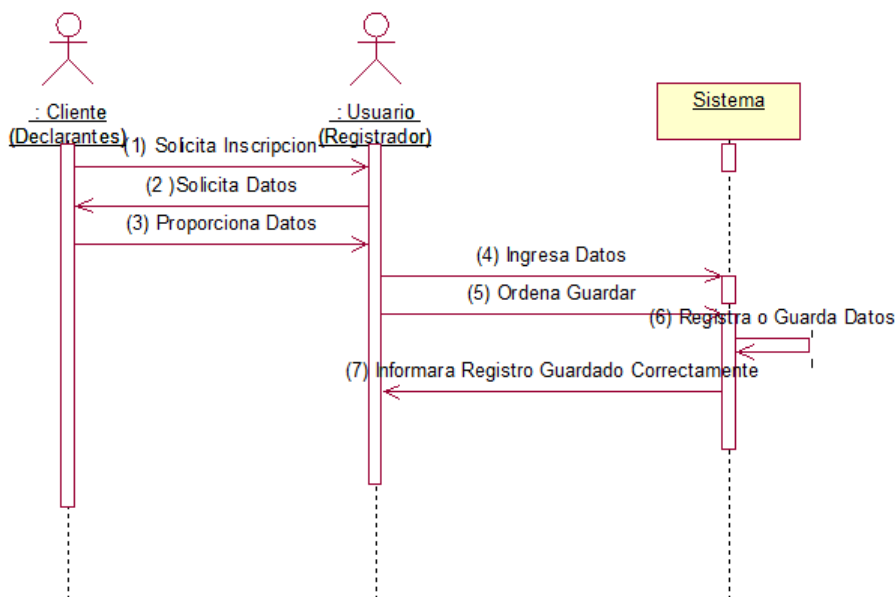 : Cliente
(Declarantes)
: Usuario
(Registrador)
Sistema
(1) Solicita Inscripcion
(2 )Solicita Datos
(3) Proporciona Datos
(4) Ingresa Datos
(5) Ordena Guardar
(6) Registra o Guarda Datos
(7) Informara Registro Guardado Correctamente